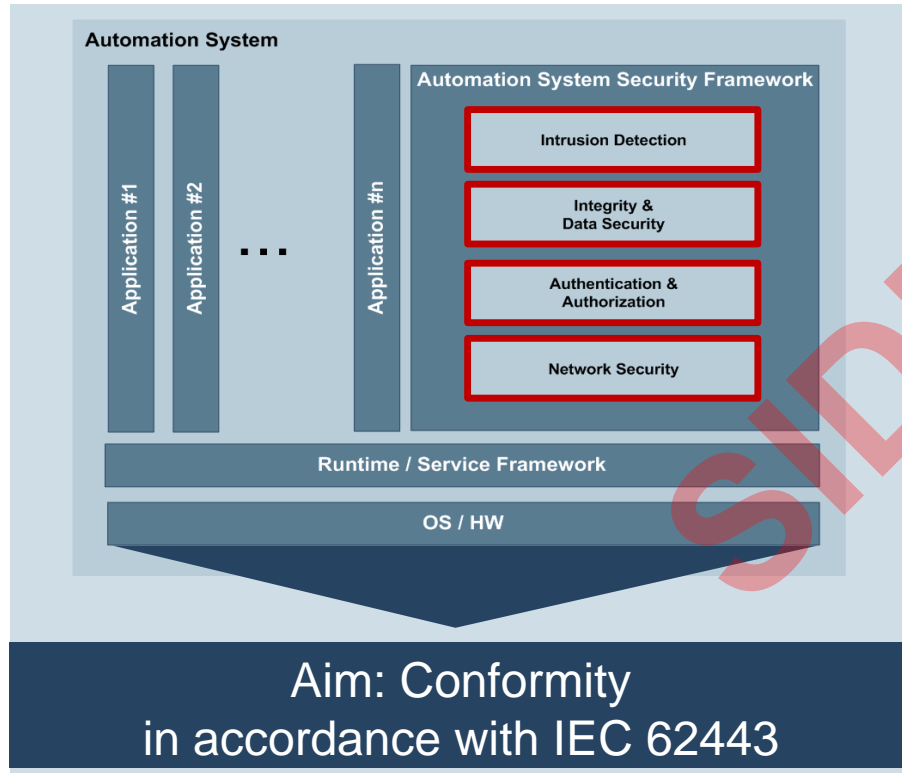 Automation System
Automation System Security Framework
Intrusion Detection
Integrity &
Data Security
Authentication &
Authorization
Network Security
Application #1
Application #2
...
Application #n
Runtime / Service Framework
OS / HW
Aim: Conformity
in accordance with IEC 62443